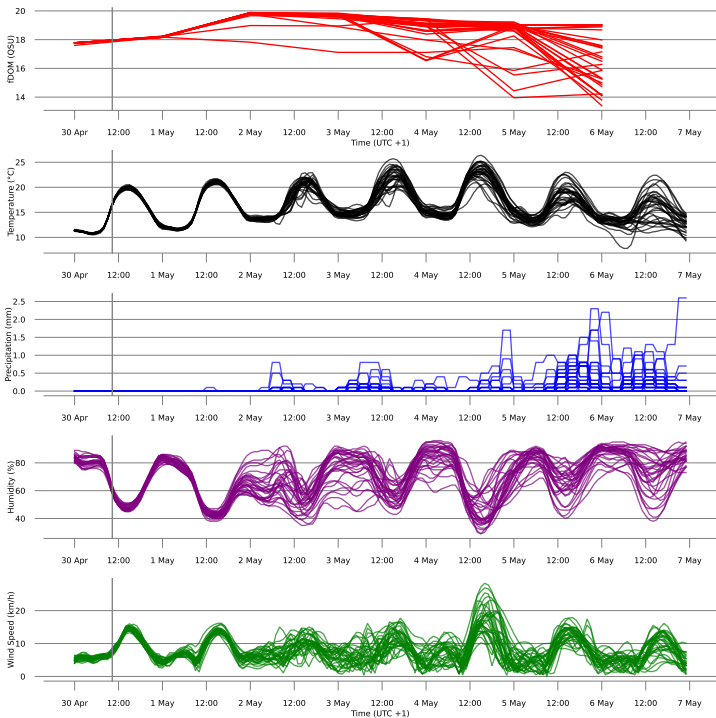 fDOM (QSU)
20
18
16
14
30 Apr 12:00 1 May 12:00 2 May 12:00 3 May 12:00 4 May 12:00 5 May 12:00 6 May 12:00 7 May
Time (UTC +1)
Temperature (°C)
25
20
15
10
30 Apr 12:00 1 May 12:00 2 May 12:00 3 May 12:00 4 May 12:00 5 May 12:00 6 May 12:00 7 May
Precipitation (mm)
2.5
2.0
1.5
1.0
0.5
0.0
30 Apr 12:00 1 May 12:00 2 May 12:00 3 May 12:00 4 May 12:00 5 May 12:00 6 May 12:00 7 May
Humidity (%)
80
60
40
30 Apr 12:00 1 May 12:00 2 May 12:00 3 May 12:00 4 May 12:00 5 May 12:00 6 May 12:00 7 May
Wind Speed (km/h)
20
10
0
30 Apr 12:00 1 May 12:00 2 May 12:00 3 May 12:00 4 May 12:00 5 May 12:00 6 May 12:00 7 May
Time (UTC +1)